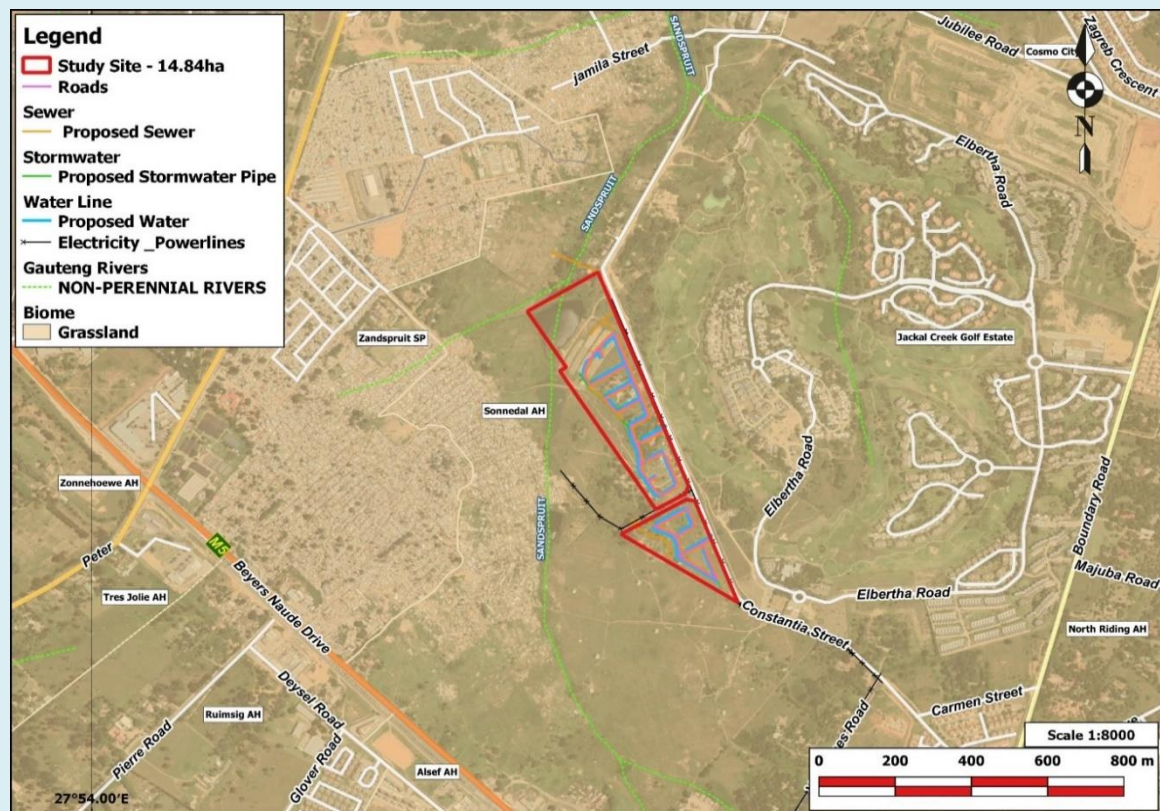 Legend
Study Site - 14.84ha
Roads
Sewer
Proposed Sewer
Stormwater
Proposed Stormwater Pipe
Water Line
Proposed Water
Electricity _Powerlines
Gauteng Rivers
NON-PERENNIAL RIVERS
Biome
Grassland
jamila Street
SANDSPRUIT
Jubilee Road
Cosmo City
Zagreb Crescent
N
Elbertha Road
SANDSPRUIT
Zandspruit SP
Jackal Creek Golf Estate
Sonnedal AH
Zonnehoewe AH
Elbertha Road
Boundary Road
SANDSPRUIT
Peter
M5
Beyers Naude Drive
Tres Jolie AH
Majuba Road
Elbertha Road
Constantia Street
North Riding AH
Deysel Road
Ruimsig AH
Carmen Street
Pierre Road
Glover Road
Alsef AH
es Road
Scale 1:8000
0 200 400 600 800 m
27°54.00'E